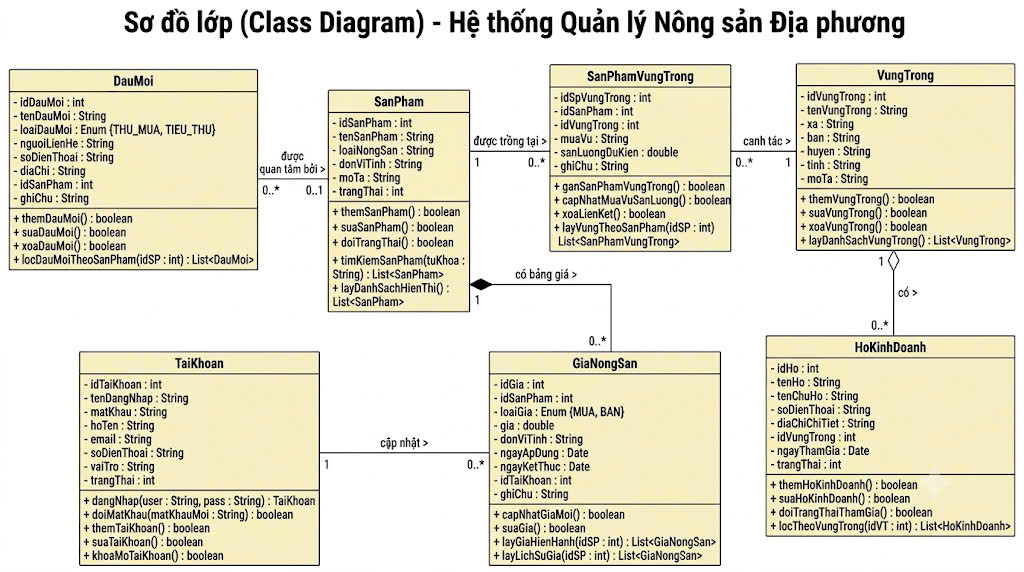 Sơ đồ lớp (Class Diagram) - Hệ thống Quản lý Nông sản Địa phương
DauMoi
- idDauMoi : int
- tenDauMoi : String
- loaiDauMoi : Enum {THU_MUA, TIEU_THU}
- nguoiLienHe : String
- soDienThoai : String
- diaChi : String
- idSanPham : int
- ghiChu : String
+ themDauMoi() : boolean
+ suaDauMoi() : boolean
+ xoaDauMoi() : boolean
+ locDauMoiTheoSanPham(idSP : int) : List<DauMoi>
được
quan tâm bởi >
0..*
0..1
SanPham
- idSanPham : int
- tenSanPham : String
- loaiNongSan : String
- donViTinh : String
- moTa : String
- trangThai : int
+ themSanPham() : boolean
+ suaSanPham() : boolean
+ doiTrangThai() : boolean
+ timKiemSanPham(tuKhoa :
String) : List<SanPham>
+ layDanhSachHienThi() :
List<SanPham>
được trồng tại >
1
0..*
SanPhamVungTrong
- idSpVungTrong : int
- idSanPham : int
- idVungTrong : int
- muaVu : String
- sanLuongDuKien : double
- ghiChu : String
+ ganSanPhamVungTrong() : boolean
+ capNhatMuaVuSanLuong() : boolean
+ xoaLienKet() : boolean
+ layVungTheoSanPham(idSP : int)
List<SanPhamVungTrong>
canh tác >
0..*
1
VungTrong
- idVungTrong : int
- tenVungTrong : String
- xa : String
- ban : String
- huyen : String
- tinh : String
- moTa : String
+ themVungTrong() : boolean
+ suaVungTrong() : boolean
+ xoaVungTrong() : boolean
+ layDanhSachVungTrong() : List<VungTrong>
1
có >
0..*
có bảng giá >
1
0..*
TaiKhoan
- idTaiKhoan : int
- tenDangNhap : String
- matKhau : String
- hoTen : String
- email : String
- soDienThoai : String
- vaiTro : String
- trangThai : int
+ dangNhap(user : String, pass : String) : TaiKhoan
+ doiMatKhau(matKhauMoi : String) : boolean
+ themTaiKhoan() : boolean
+ suaTaiKhoan() : boolean
+ khoaMoTaiKhoan() : boolean
cập nhật >
1
0..*
GiaNongSan
- idGia : int
- idSanPham : int
- loaiGia : Enum {MUA, BAN}
- gia : double
- donViTinh : String
- ngayApDung : Date
- ngayKetThuc : Date
- idTaiKhoan : int
- ghiChu : String
+ capNhatGiaMoi() : boolean
+ suaGia() : boolean
+ layGiaHienHanh(idSP : int) : List<GiaNongSan>
+ layLichSuGia(idSP : int) : List<GiaNongSan>
HoKinhDoanh
- idHo : int
- tenHo : String
- tenChuHo : String
- soDienThoai : String
- diaChiChiTiet : String
- idVungTrong : int
- ngayThamGia : Date
- trangThai : int
+ themHoKinhDoanh() : boolean
+ suaHoKinhDoanh() : boolean
+ doiTrangThaiThamGia() : boolean
+ locTheoVungTrong(idVT : int) : List<HoKinhDoanh>